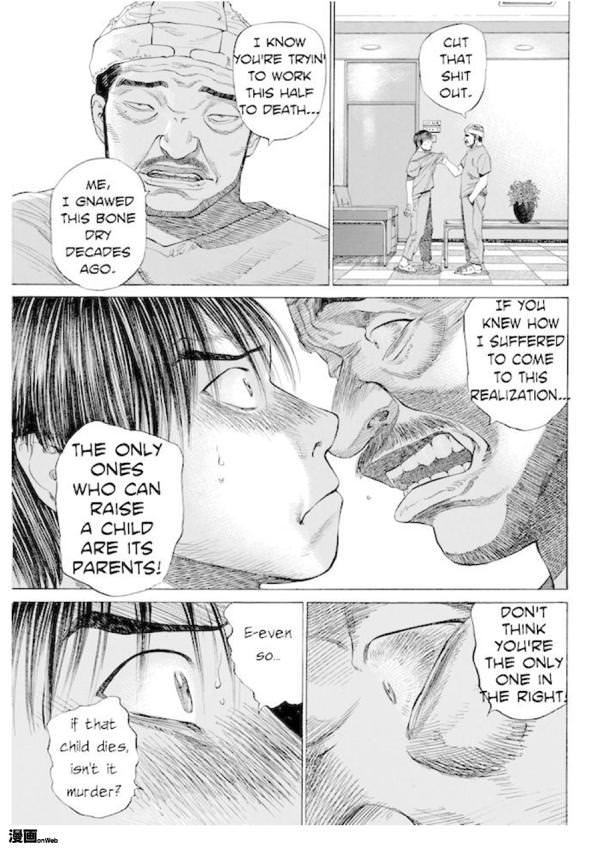 CUT
THAT
SHIT
OUT.
I KNOW
YOU'RE TRYIN'
TO WORK
THIS HALF
TO DEATH...
ME,
I GNAWED
THIS BONE
DRY
DECADES
AGO.
IF YOU
KNEW HOW
I SUFFERED
TO COME
TO THIS
REALIZATION...
THE ONLY
ONES
WHO CAN
RAISE
A CHILD
ARE ITS
PARENTS!
DON'T
THINK
YOU'RE
THE ONLY
ONE IN
THE RIGHT.
E-even
so...
if that
child dies,
isn't it
murder?
漫画onWeb